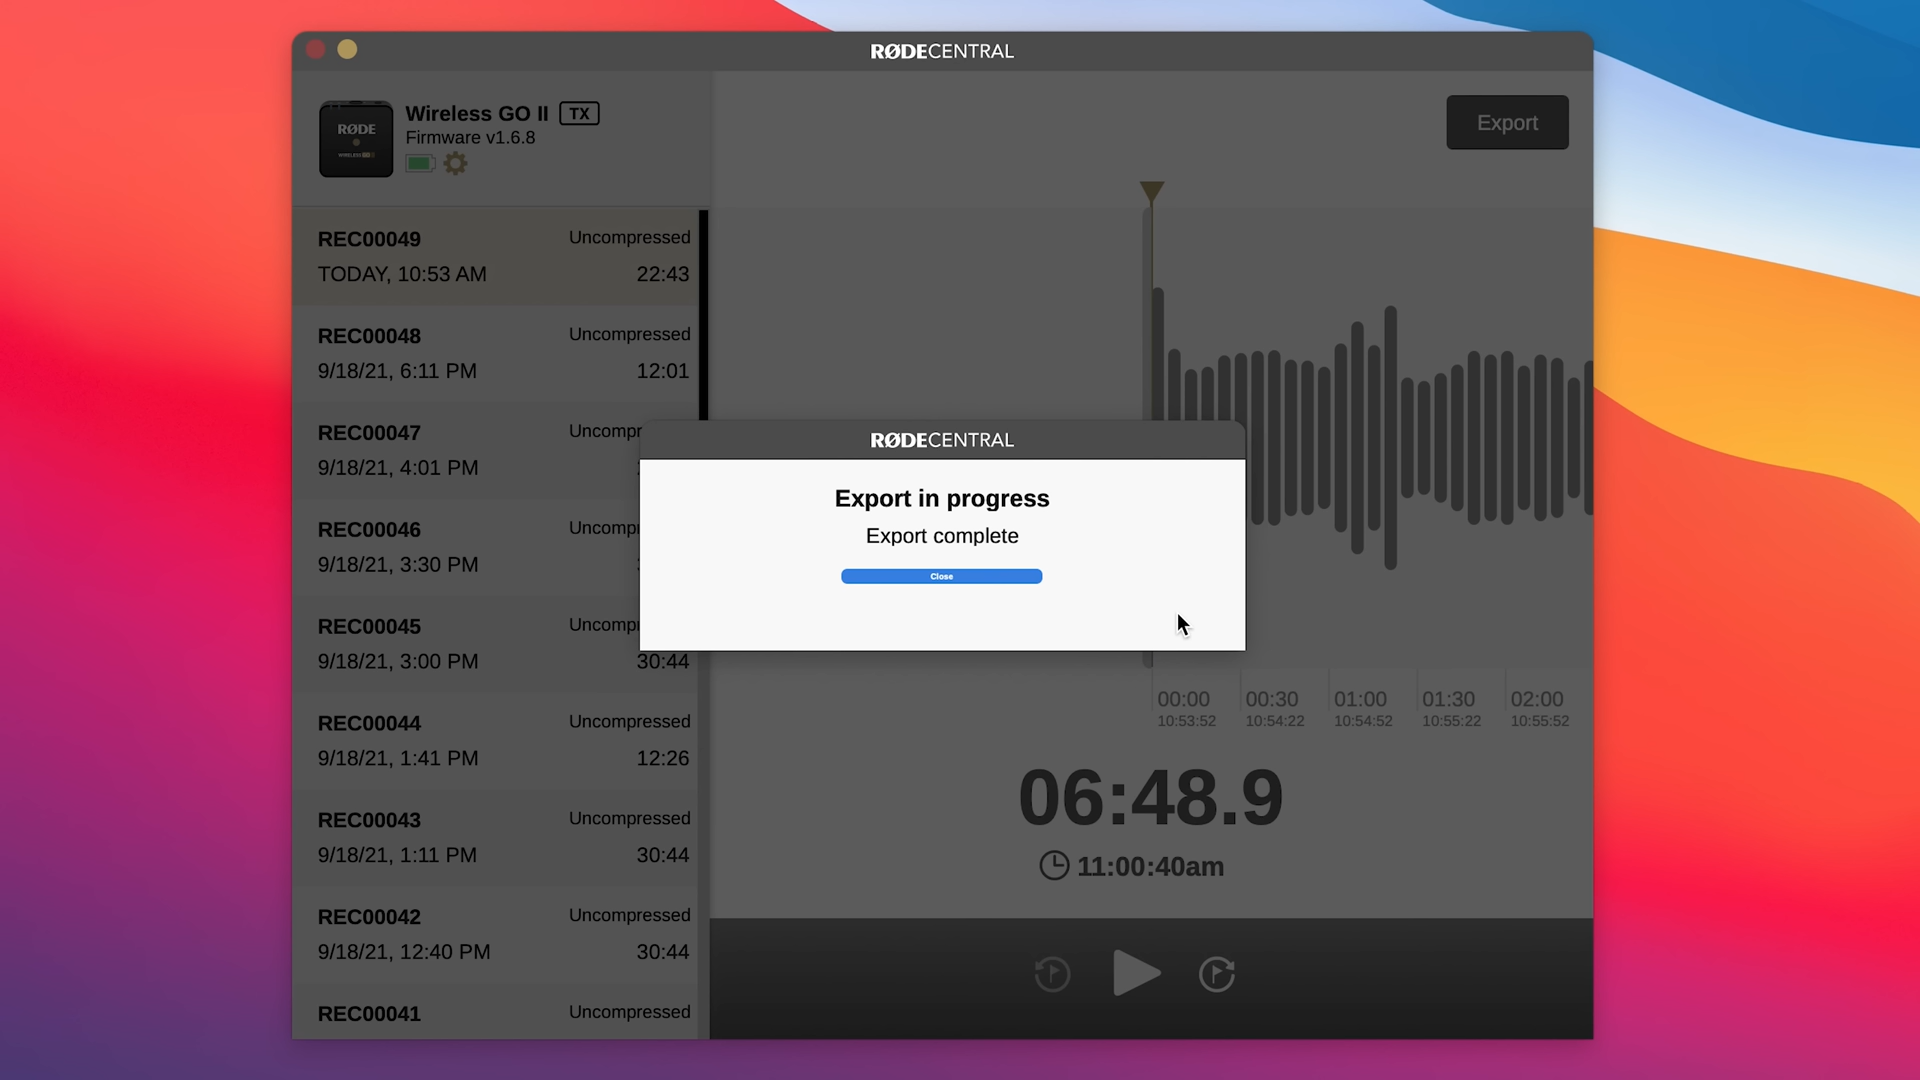 RØDECENTRAL
RØDE
WIRELESS GO II
Wireless GO II TX
Firmware v1.6.8
Export
REC00049 Uncompressed
TODAY, 10:53 AM 22:43
REC00048 Uncompressed
9/18/21, 6:11 PM 12:01
REC00047 Uncompr
9/18/21, 4:01 PM
REC00046 Uncompr
9/18/21, 3:30 PM
REC00045 Uncompr
9/18/21, 3:00 PM 30:44
REC00044 Uncompressed
9/18/21, 1:41 PM 12:26
REC00043 Uncompressed
9/18/21, 1:11 PM 30:44
REC00042 Uncompressed
9/18/21, 12:40 PM 30:44
REC00041 Uncompressed
RØDECENTRAL
Export in progress
Export complete
Close
00:00 00:30 01:00 01:30 02:00
10:53:52 10:54:22 10:54:52 10:55:22 10:55:52
06:48.9
11:00:40am